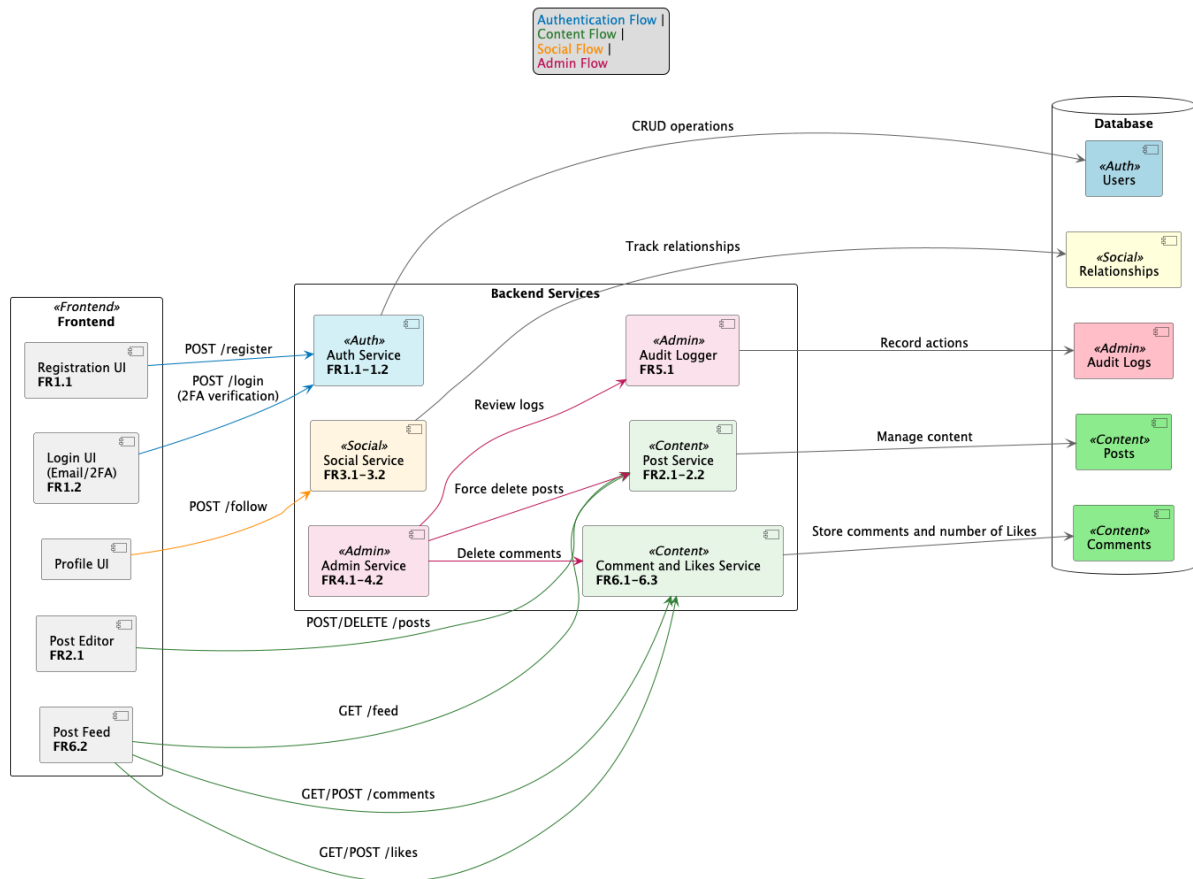 Authentication Flow |
Content Flow |
Social Flow |
Admin Flow
«Frontend»
Frontend
Registration UI
FR1.1
Login UI
(Email/2FA)
FR1.2
Profile UI
Post Editor
FR2.1
Post Feed
FR6.2
POST /register
POST /login
(2FA verification)
POST /follow
POST/DELETE /posts
GET /feed
GET/POST /comments
GET/POST /likes
Backend Services
«Auth»
Auth Service
FR1.1-1.2
«Social»
Social Service
FR3.1-3.2
«Admin»
Admin Service
FR4.1-4.2
Review logs
Force delete posts
Delete comments
«Admin»
Audit Logger
FR5.1
«Content»
Post Service
FR2.1-2.2
«Content»
Comment and Likes Service
FR6.1-6.3
CRUD operations
Track relationships
Record actions
Manage content
Store comments and number of Likes
Database
«Auth»
Users
«Social»
Relationships
«Admin»
Audit Logs
«Content»
Posts
«Content»
Comments